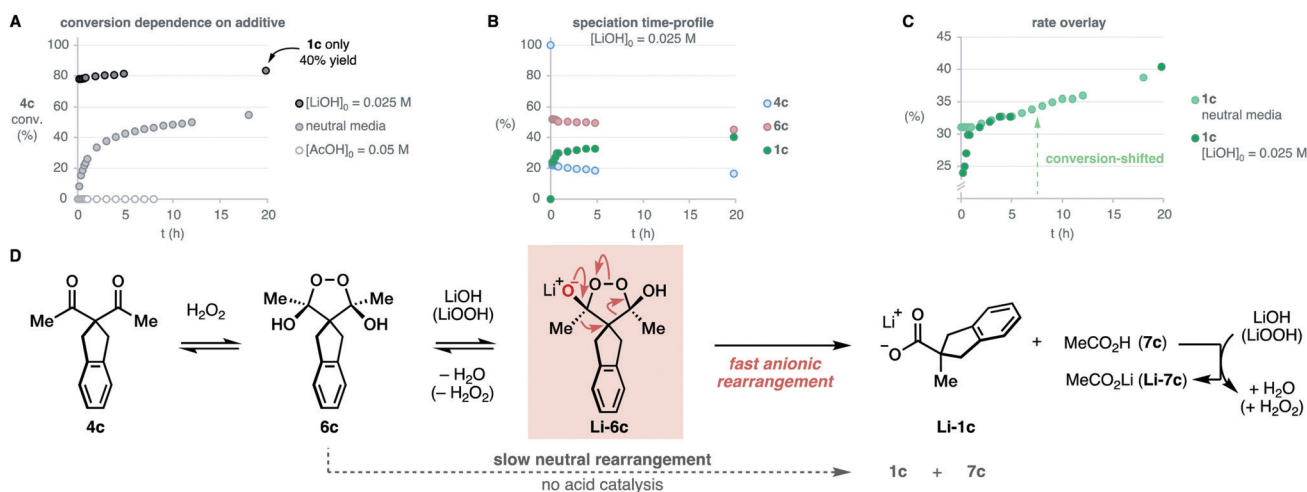 A
conversion dependence on additive
100
80
60
40
20
0
4c
conv.
(%)
0 5 10 15 20
t (h)
1c only
40% yield
[LiOH]₀ = 0.025 M
neutral media
[AcOH]₀ = 0.05 M
B
speciation time-profile
[LiOH]₀ = 0.025 M
100
80
60
40
20
0
(%)
0 5 10 15 20
t (h)
4c
6c
1c
C
rate overlay
45
40
35
30
25
(%)
0 5 10 15 20
t (h)
conversion-shifted
1c
neutral media
1c
[LiOH]₀ = 0.025 M
D
O O
Me Me
4c
H₂O₂
O–O
Me Me
HO OH
6c
LiOH
(LiOOH)
– H₂O
(– H₂O₂)
Li⁺
⁻O O–O OH
Me Me
Li-6c
fast anionic
rearrangement
Li⁺ O
⁻O
Me
Li-1c
+ MeCO₂H (7c)
MeCO₂Li (Li-7c)
LiOH
(LiOOH)
+ H₂O
(+ H₂O₂)
slow neutral rearrangement
no acid catalysis
1c + 7c